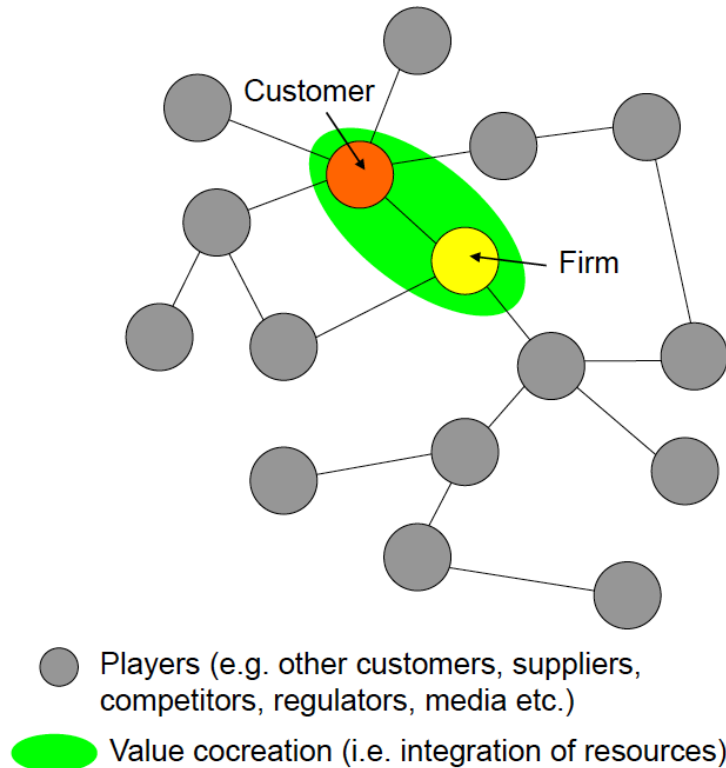 Customer
Firm
Players (e.g. other customers, suppliers,
competitors, regulators, media etc.)
Value cocreation (i.e. integration of resources)